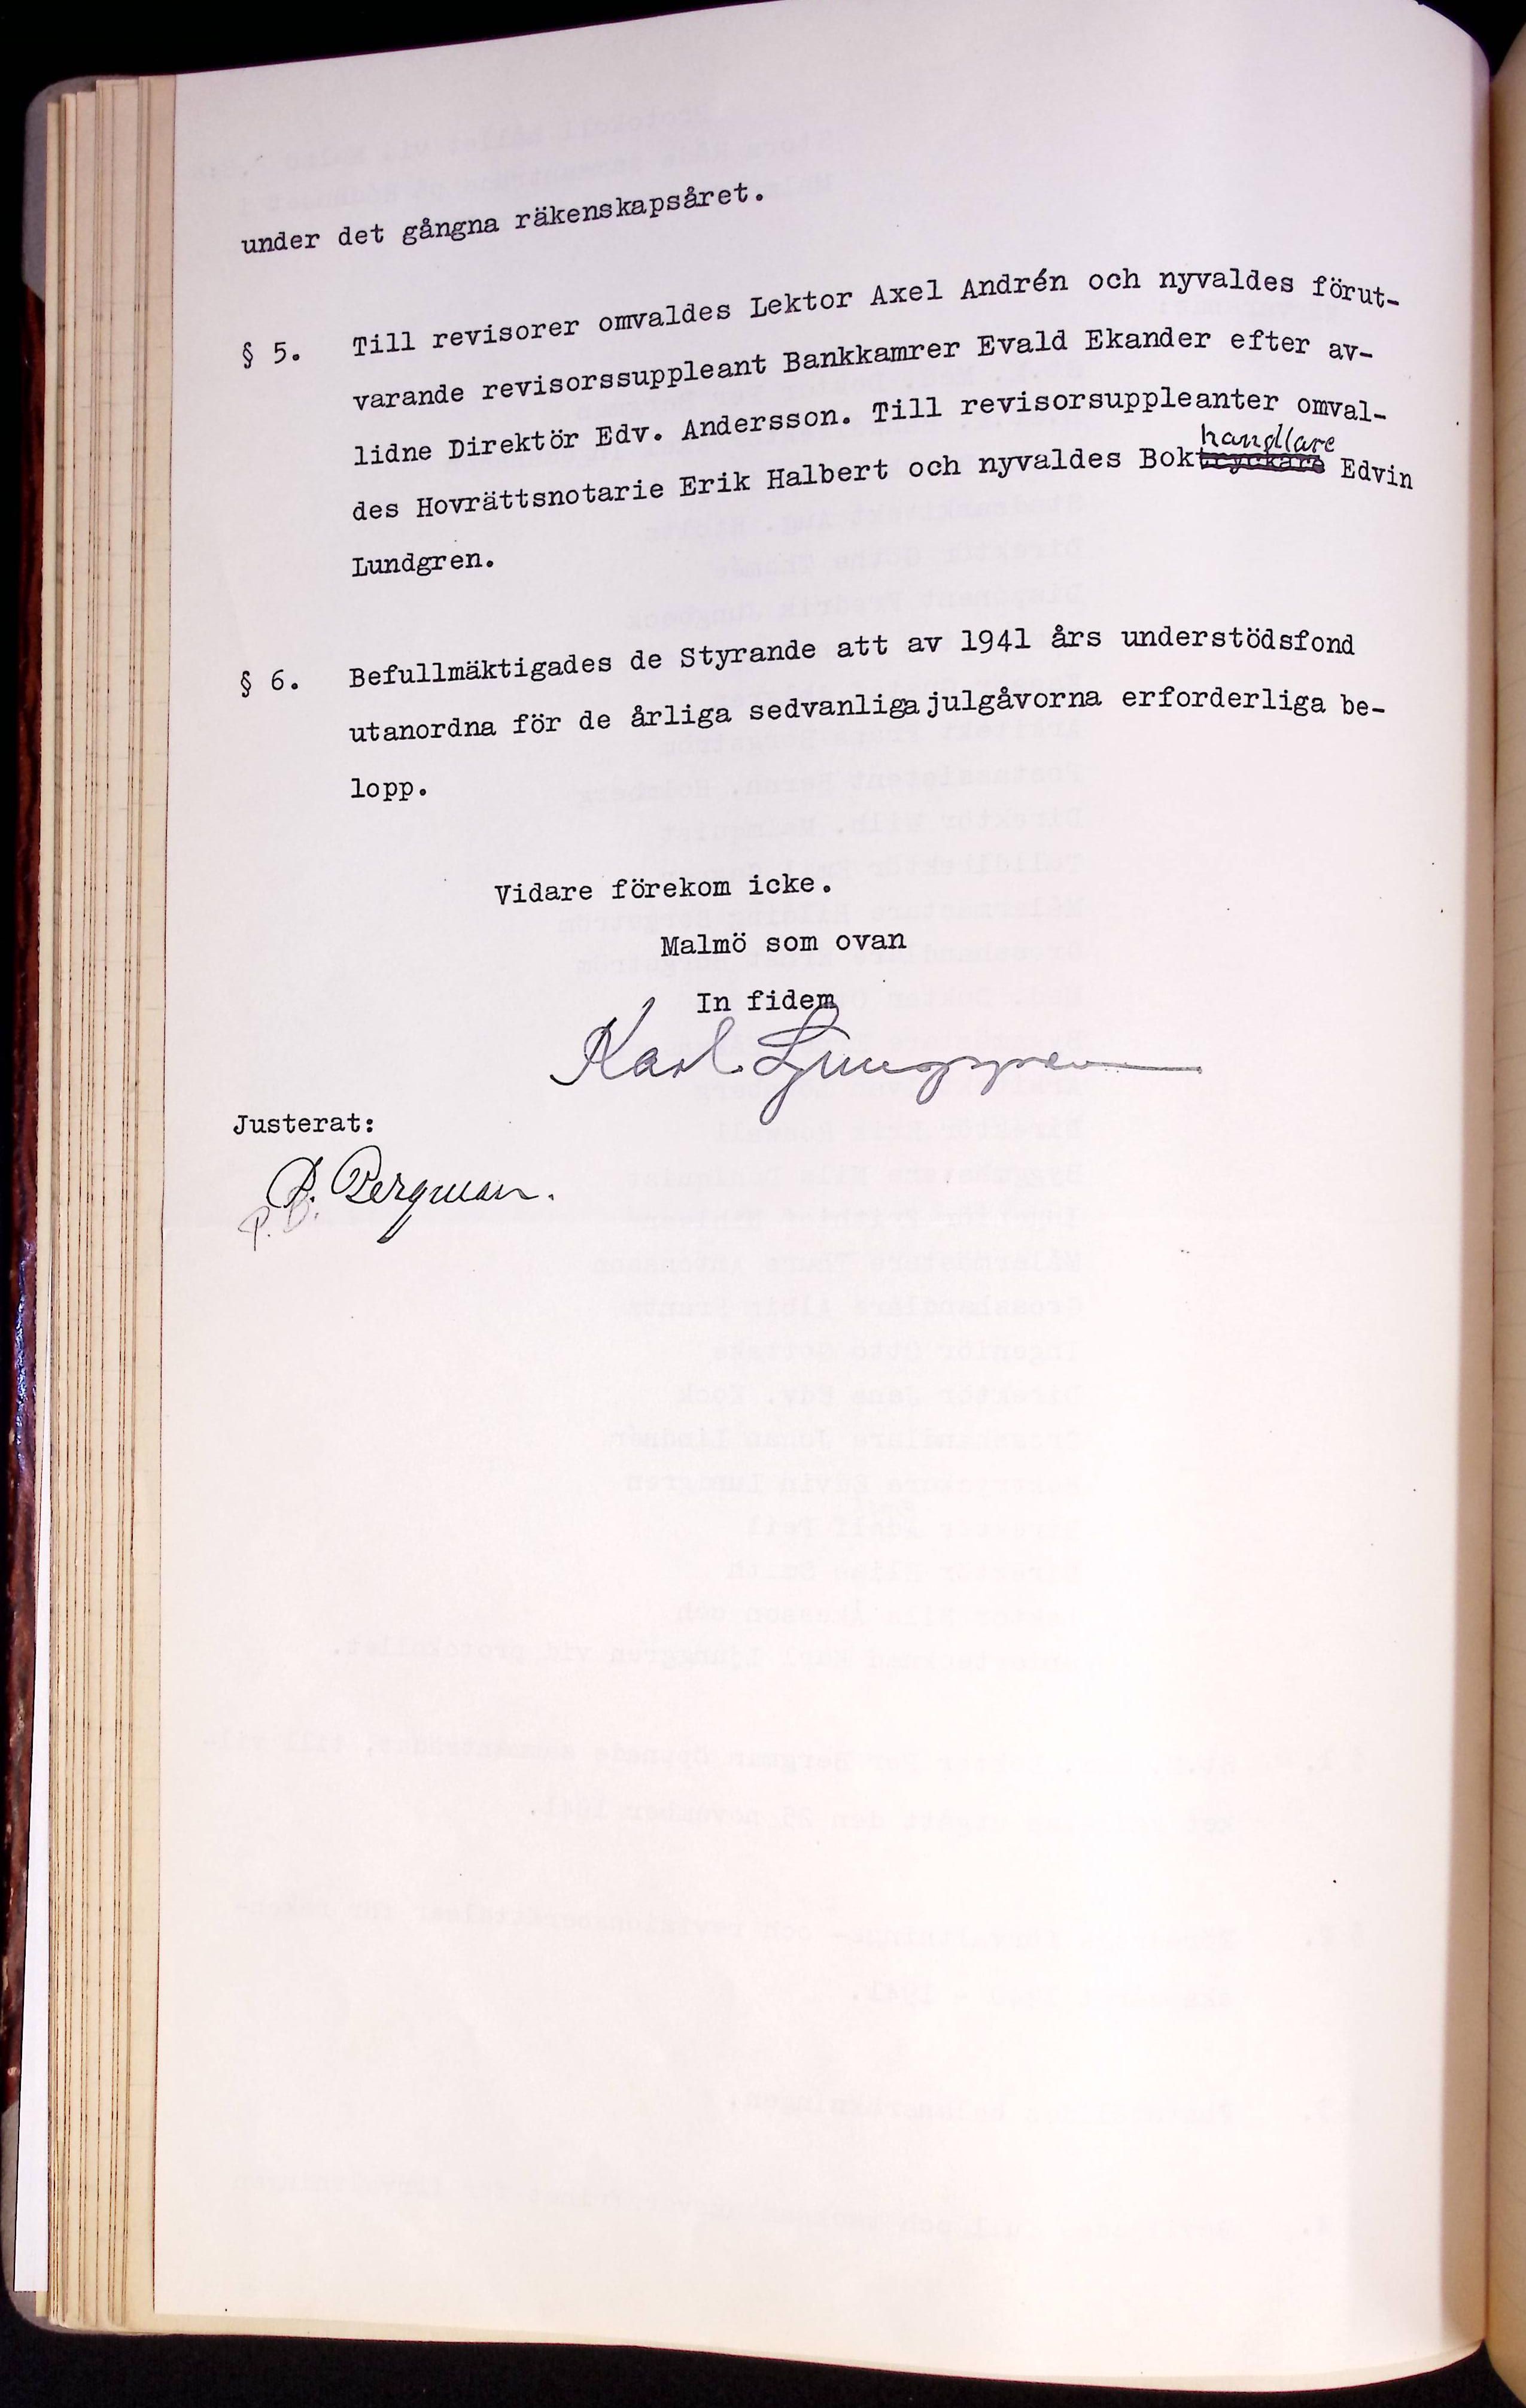 under det gångna räkenskapsåret.
§ 5. Till revisorer omvaldes Lektor Axel Andrén och nyvaldes förut-
varande revisorssuppleant Bankkamrer Evald Ekander efter av-
lidne Direktör Edv. Andersson. Till revisorsuppleanter omval-
handlare
des Hovrättsnotarie Erik Halbert och nyvaldes Boktryckare Edvin
Lundgren.
§ 6. Befullmäktigades de Styrande att av 1941 års understödsfond
utanordna för de årliga sedvanliga julgåvorna erforderliga be-
lopp.
Vidare förekom icke.
Malmö som ovan
In fidem
Karl Ljunggren
Justerat:
P. Bergman.
P. B.